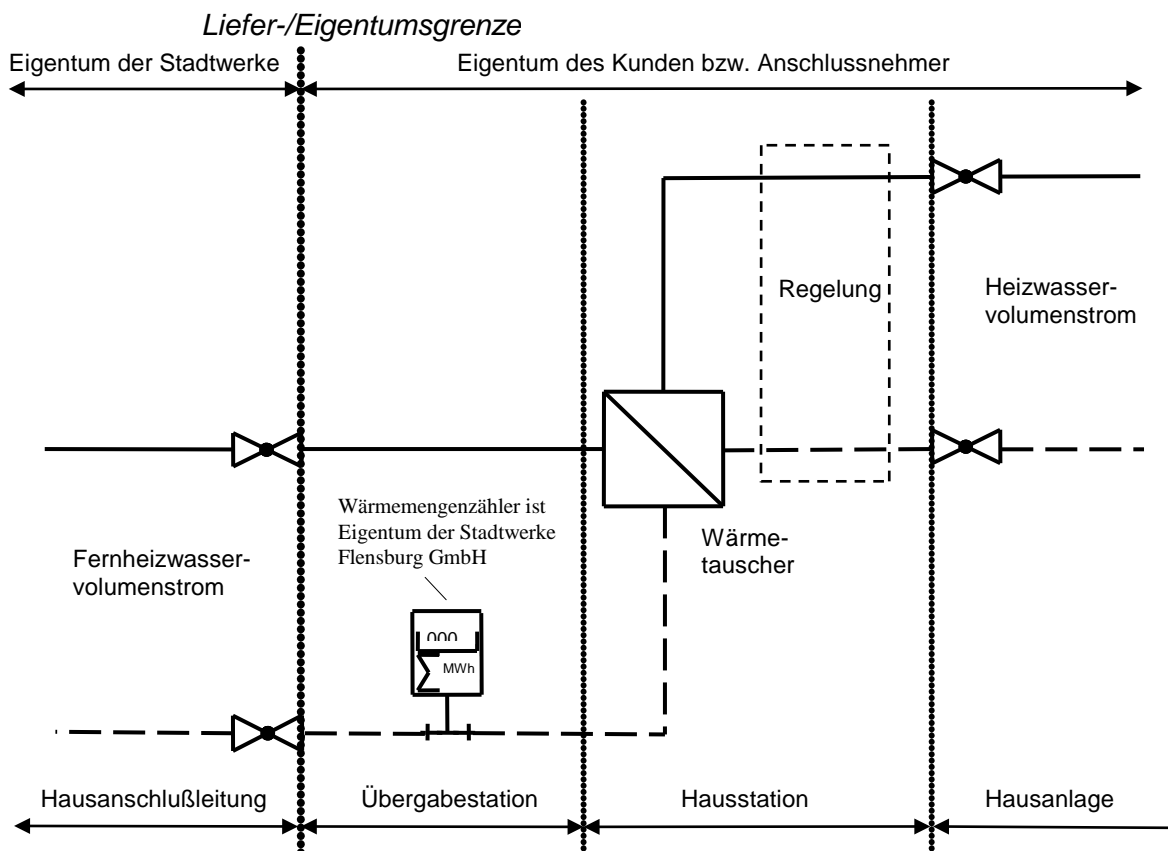 Liefer-/Eigentumsgrenze
Eigentum der Stadtwerke
Eigentum des Kunden bzw. Anschlussnehmer
Regelung
Heizwasser-
volumenstrom
Wärmemengenzähler ist
Eigentum der Stadtwerke
Flensburg GmbH
Fernheizwasser-
volumenstrom
Wärme-
tauscher
000
MWh
Hausanschlußleitung
Übergabestation
Hausstation
Hausanlage